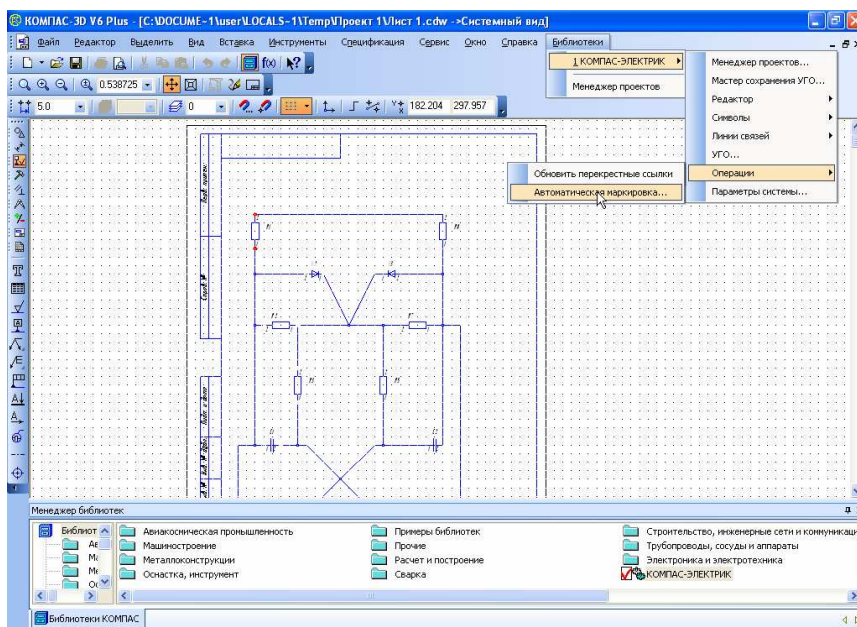 КОМПАС-3D V6 Plus - [C:\DOCUME~1\user\LOCALS~1\Temp\Проект 1\Лист 1.cdw ->Системный вид]
Файл Редактор Выделить Вид Вставка Инструменты Спецификация Сервис Окно Справка Библиотеки
1 КОМПАС-ЭЛЕКТРИК
Менеджер проектов
Менеджер проектов...
Мастер сохранения УГО...
Редактор
Символы
Линии связей
УГО...
Операции
Параметры системы...
Обновить перекрестные ссылки
Автоматическая маркировка...
0.538725
5.0 0 182.204 297.957
Менеджер библиотек
Библиот
Авиакосмическая промышленность Примеры библиотек Строительство, инженерные сети и коммуникац
Машиностроение Прочие Трубопроводы, сосуды и аппараты
Металлоконструкции Расчет и построение Электроника и электротехника
Оснастка, инструмент Сварка КОМПАС-ЭЛЕКТРИК
Библиотеки КОМПАС